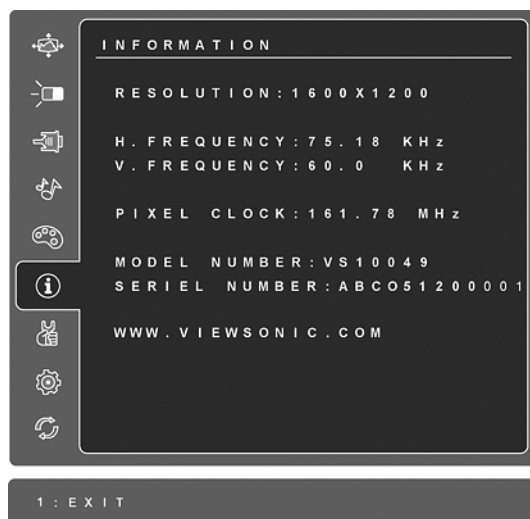 INFORMATION
RESOLUTION:1600X1200
H.FREQUENCY:75.18 KHz
V.FREQUENCY:60.0 KHz
PIXEL CLOCK:161.78 MHz
MODEL NUMBER:VS10049
SERIEL NUMBER:ABCO51200001
WWW.VIEWSONIC.COM
1:EXIT